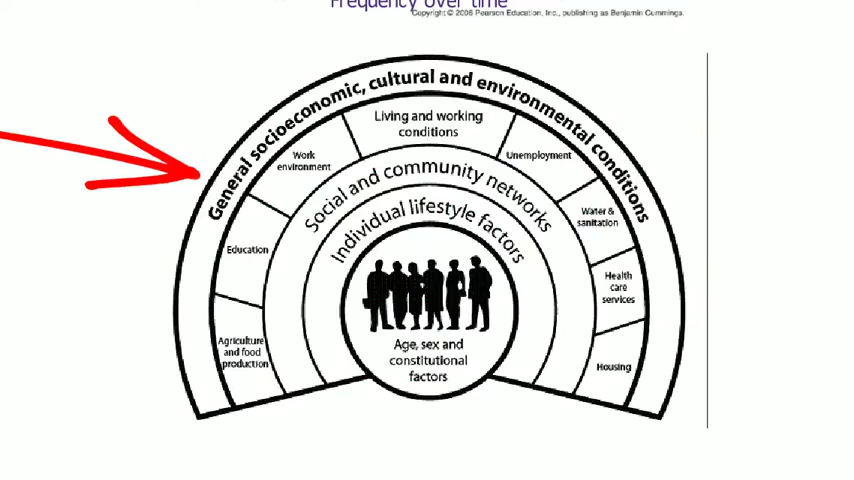 Frequency over time
Copyright © 2006 Pearson Education, Inc., publishing as Benjamin Cummings.
General socioeconomic, cultural and environmental conditions
Living and working
conditions
Work
environment
Unemployment
Social and community networks
Water &
sanitation
Individual lifestyle factors
Education
Health
care
services
Agriculture
and food
production
Age, sex and
constitutional
factors
Housing